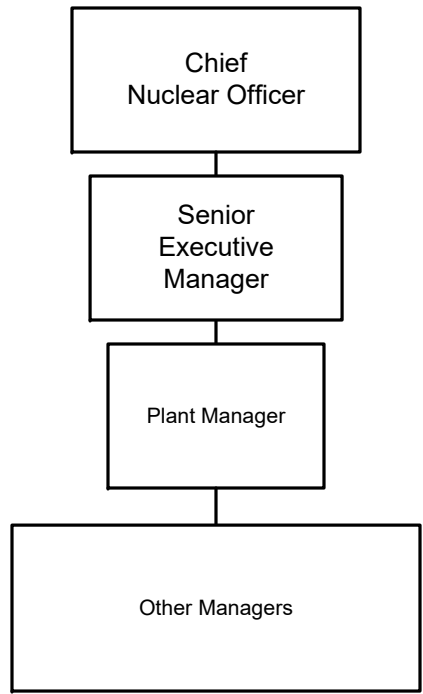 Chief
Nuclear Officer
Senior
Executive
Manager
Plant Manager
Other Managers